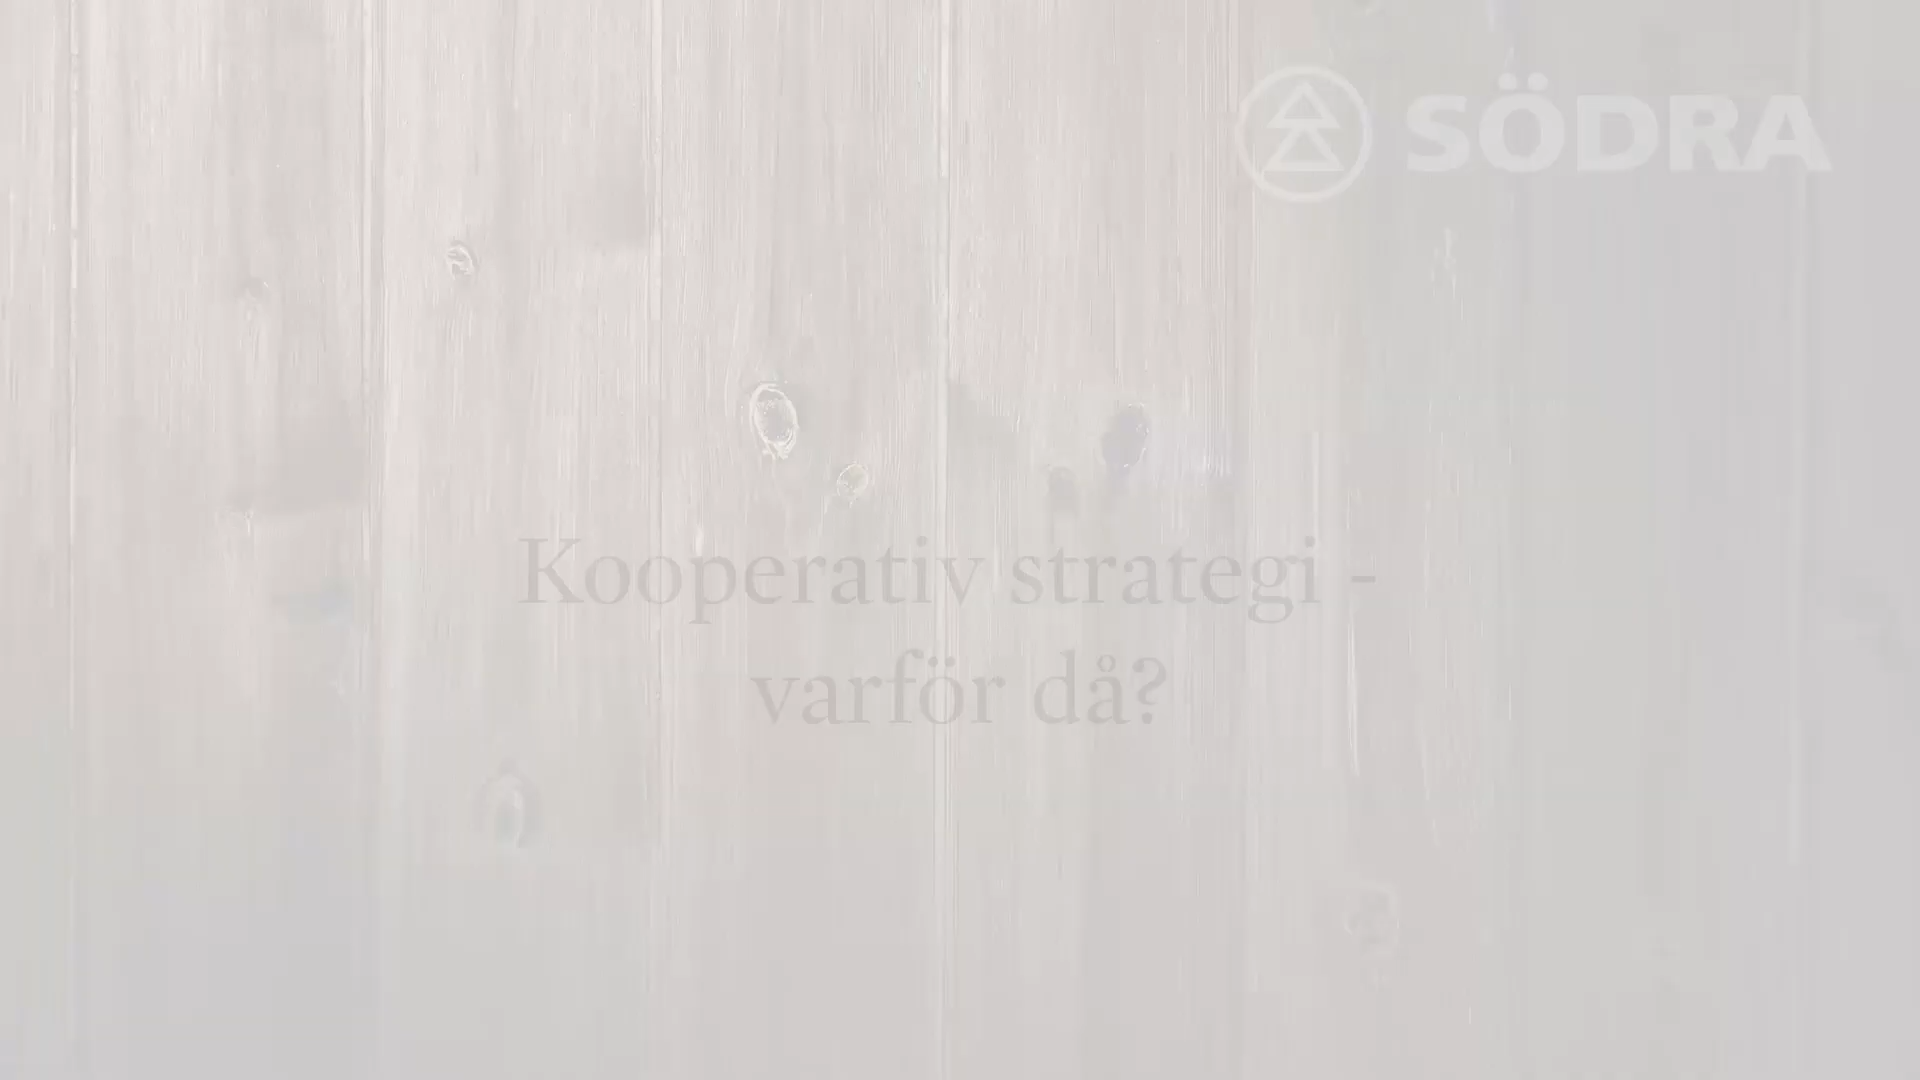 SÖDRA
Kooperativ strategi -
varför då?